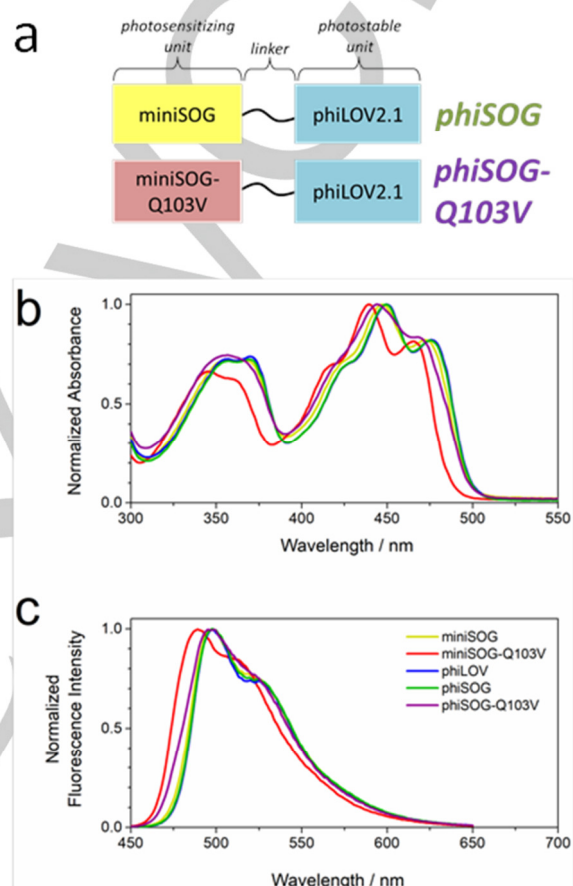 a
photosensitizing unit
linker
photostable unit
miniSOG
phiLOV2.1
phiSOG
miniSOG-
Q103V
phiLOV2.1
phiSOG-
Q103V
b
Normalized Absorbance
1.0
0.5
0.0
300 350 400 450 500 550
Wavelength / nm
c
Normalized
Fluorescence Intensity
1.0
0.5
0.0
miniSOG
miniSOG-Q103V
phiLOV
phiSOG
phiSOG-Q103V
450 500 550 600 650 700
Wavelength / nm